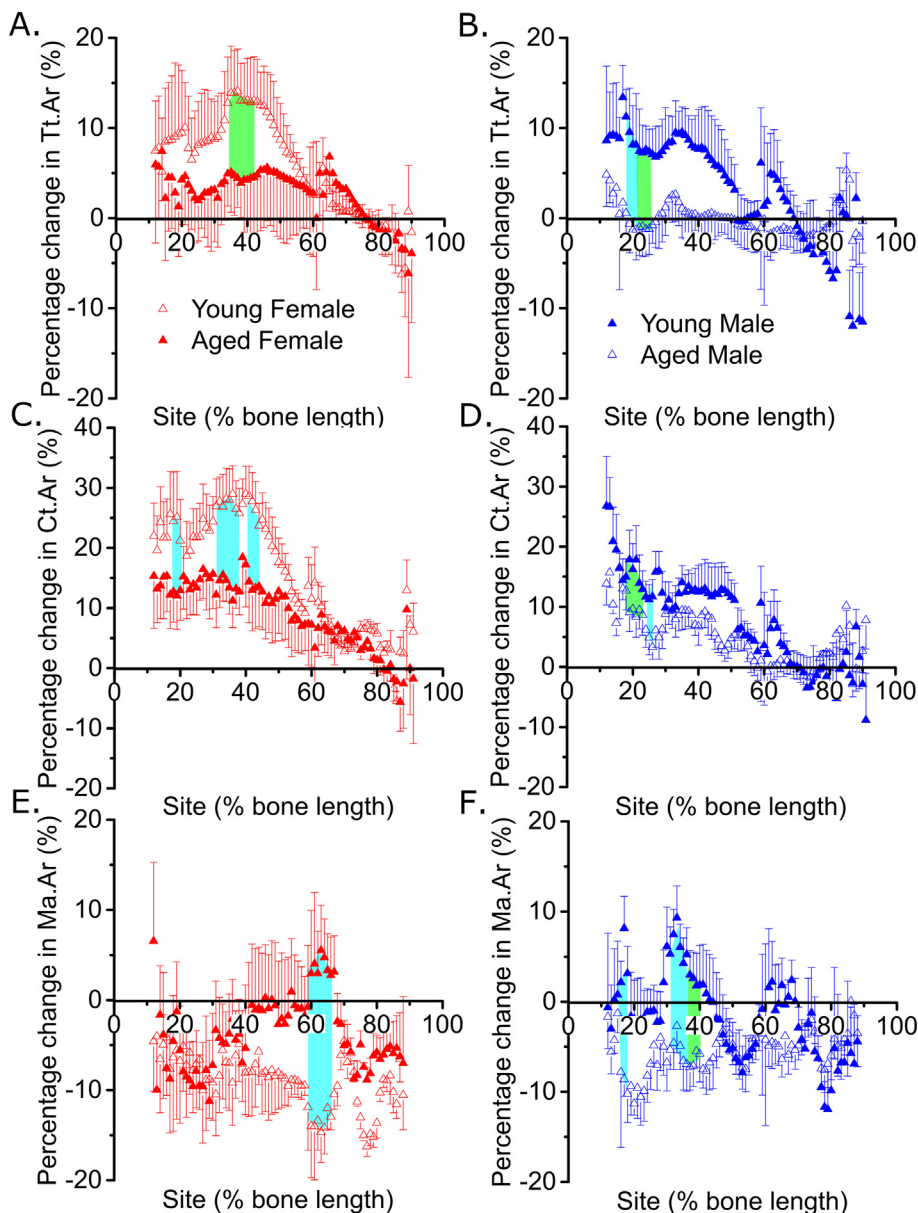 A.
Percentage change in Tt.Ar (%)
20
10
0
-10
-20
0 20 40 60 80 100
Young Female
Aged Female
Site (% bone length)
B.
Percentage change in Tt.Ar (%)
20
10
0
-10
-20
0 20 40 60 80 100
Young Male
Aged Male
Site (% bone length)
C.
Percentage change in Ct.Ar (%)
40
30
20
10
0
-10
-20
0 20 40 60 80 100
Site (% bone length)
D.
Percentage change in Ct.Ar (%)
40
30
20
10
0
-10
-20
0 20 40 60 80 100
Site (% bone length)
E.
Percentage change in Ma.Ar (%)
20
10
0
-10
-20
0 20 40 60 80 100
Site (% bone length)
F.
Percentage change in Ma.Ar (%)
20
10
0
-10
-20
0 20 40 60 80 100
Site (% bone length)